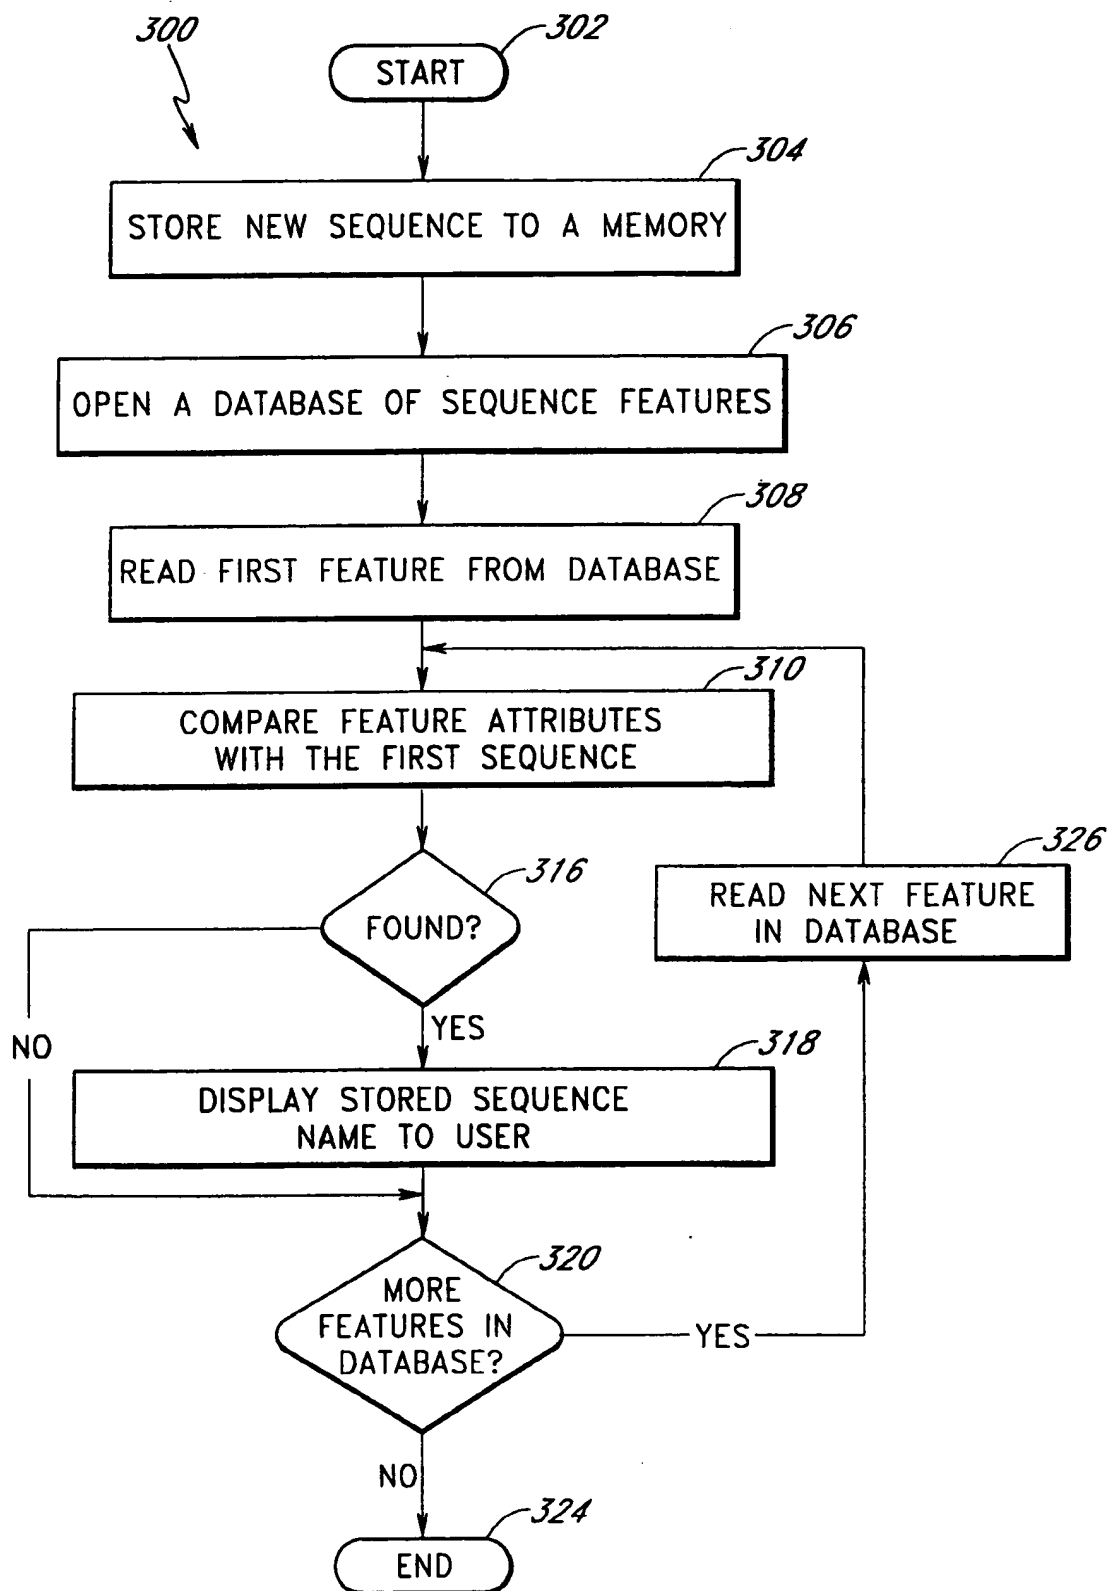 300
302
START
304
STORE NEW SEQUENCE TO A MEMORY
306
OPEN A DATABASE OF SEQUENCE FEATURES
308
READ FIRST FEATURE FROM DATABASE
310
COMPARE FEATURE ATTRIBUTES
WITH THE FIRST SEQUENCE
316
FOUND?
326
READ NEXT FEATURE
IN DATABASE
NO
YES
318
DISPLAY STORED SEQUENCE
NAME TO USER
320
MORE
FEATURES IN
DATABASE?
YES
NO
324
END